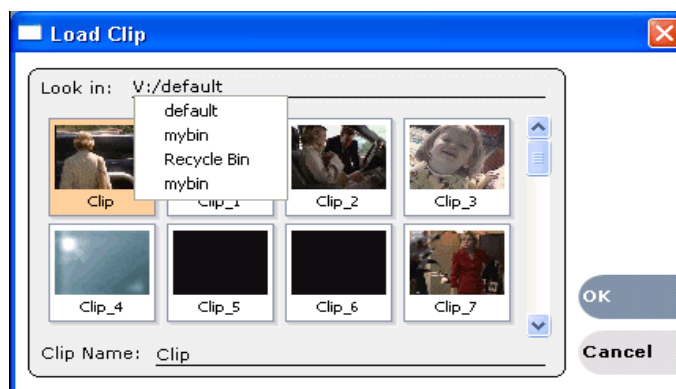 Load Clip
Look in: V:/default
default
mybin
Recycle Bin
mybin
Clip Clip_1 Clip_2 Clip_3
Clip_4 Clip_5 Clip_6 Clip_7
OK
Clip Name: Clip
Cancel